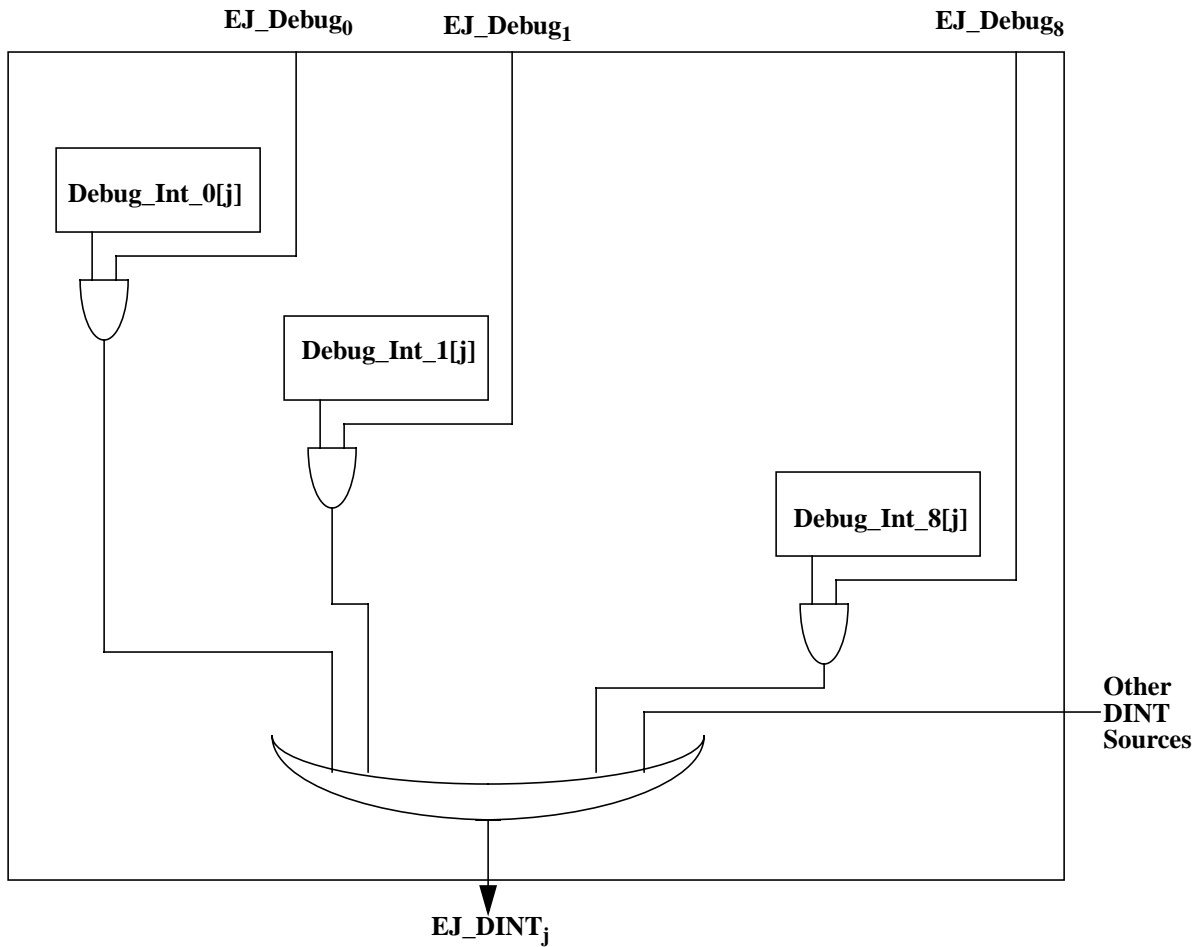 EJ_Debug0
EJ_Debug1
EJ_Debug8
Debug_Int_0[j]
Debug_Int_1[j]
Debug_Int_8[j]
Other
DINT
Sources
EJ_DINTj